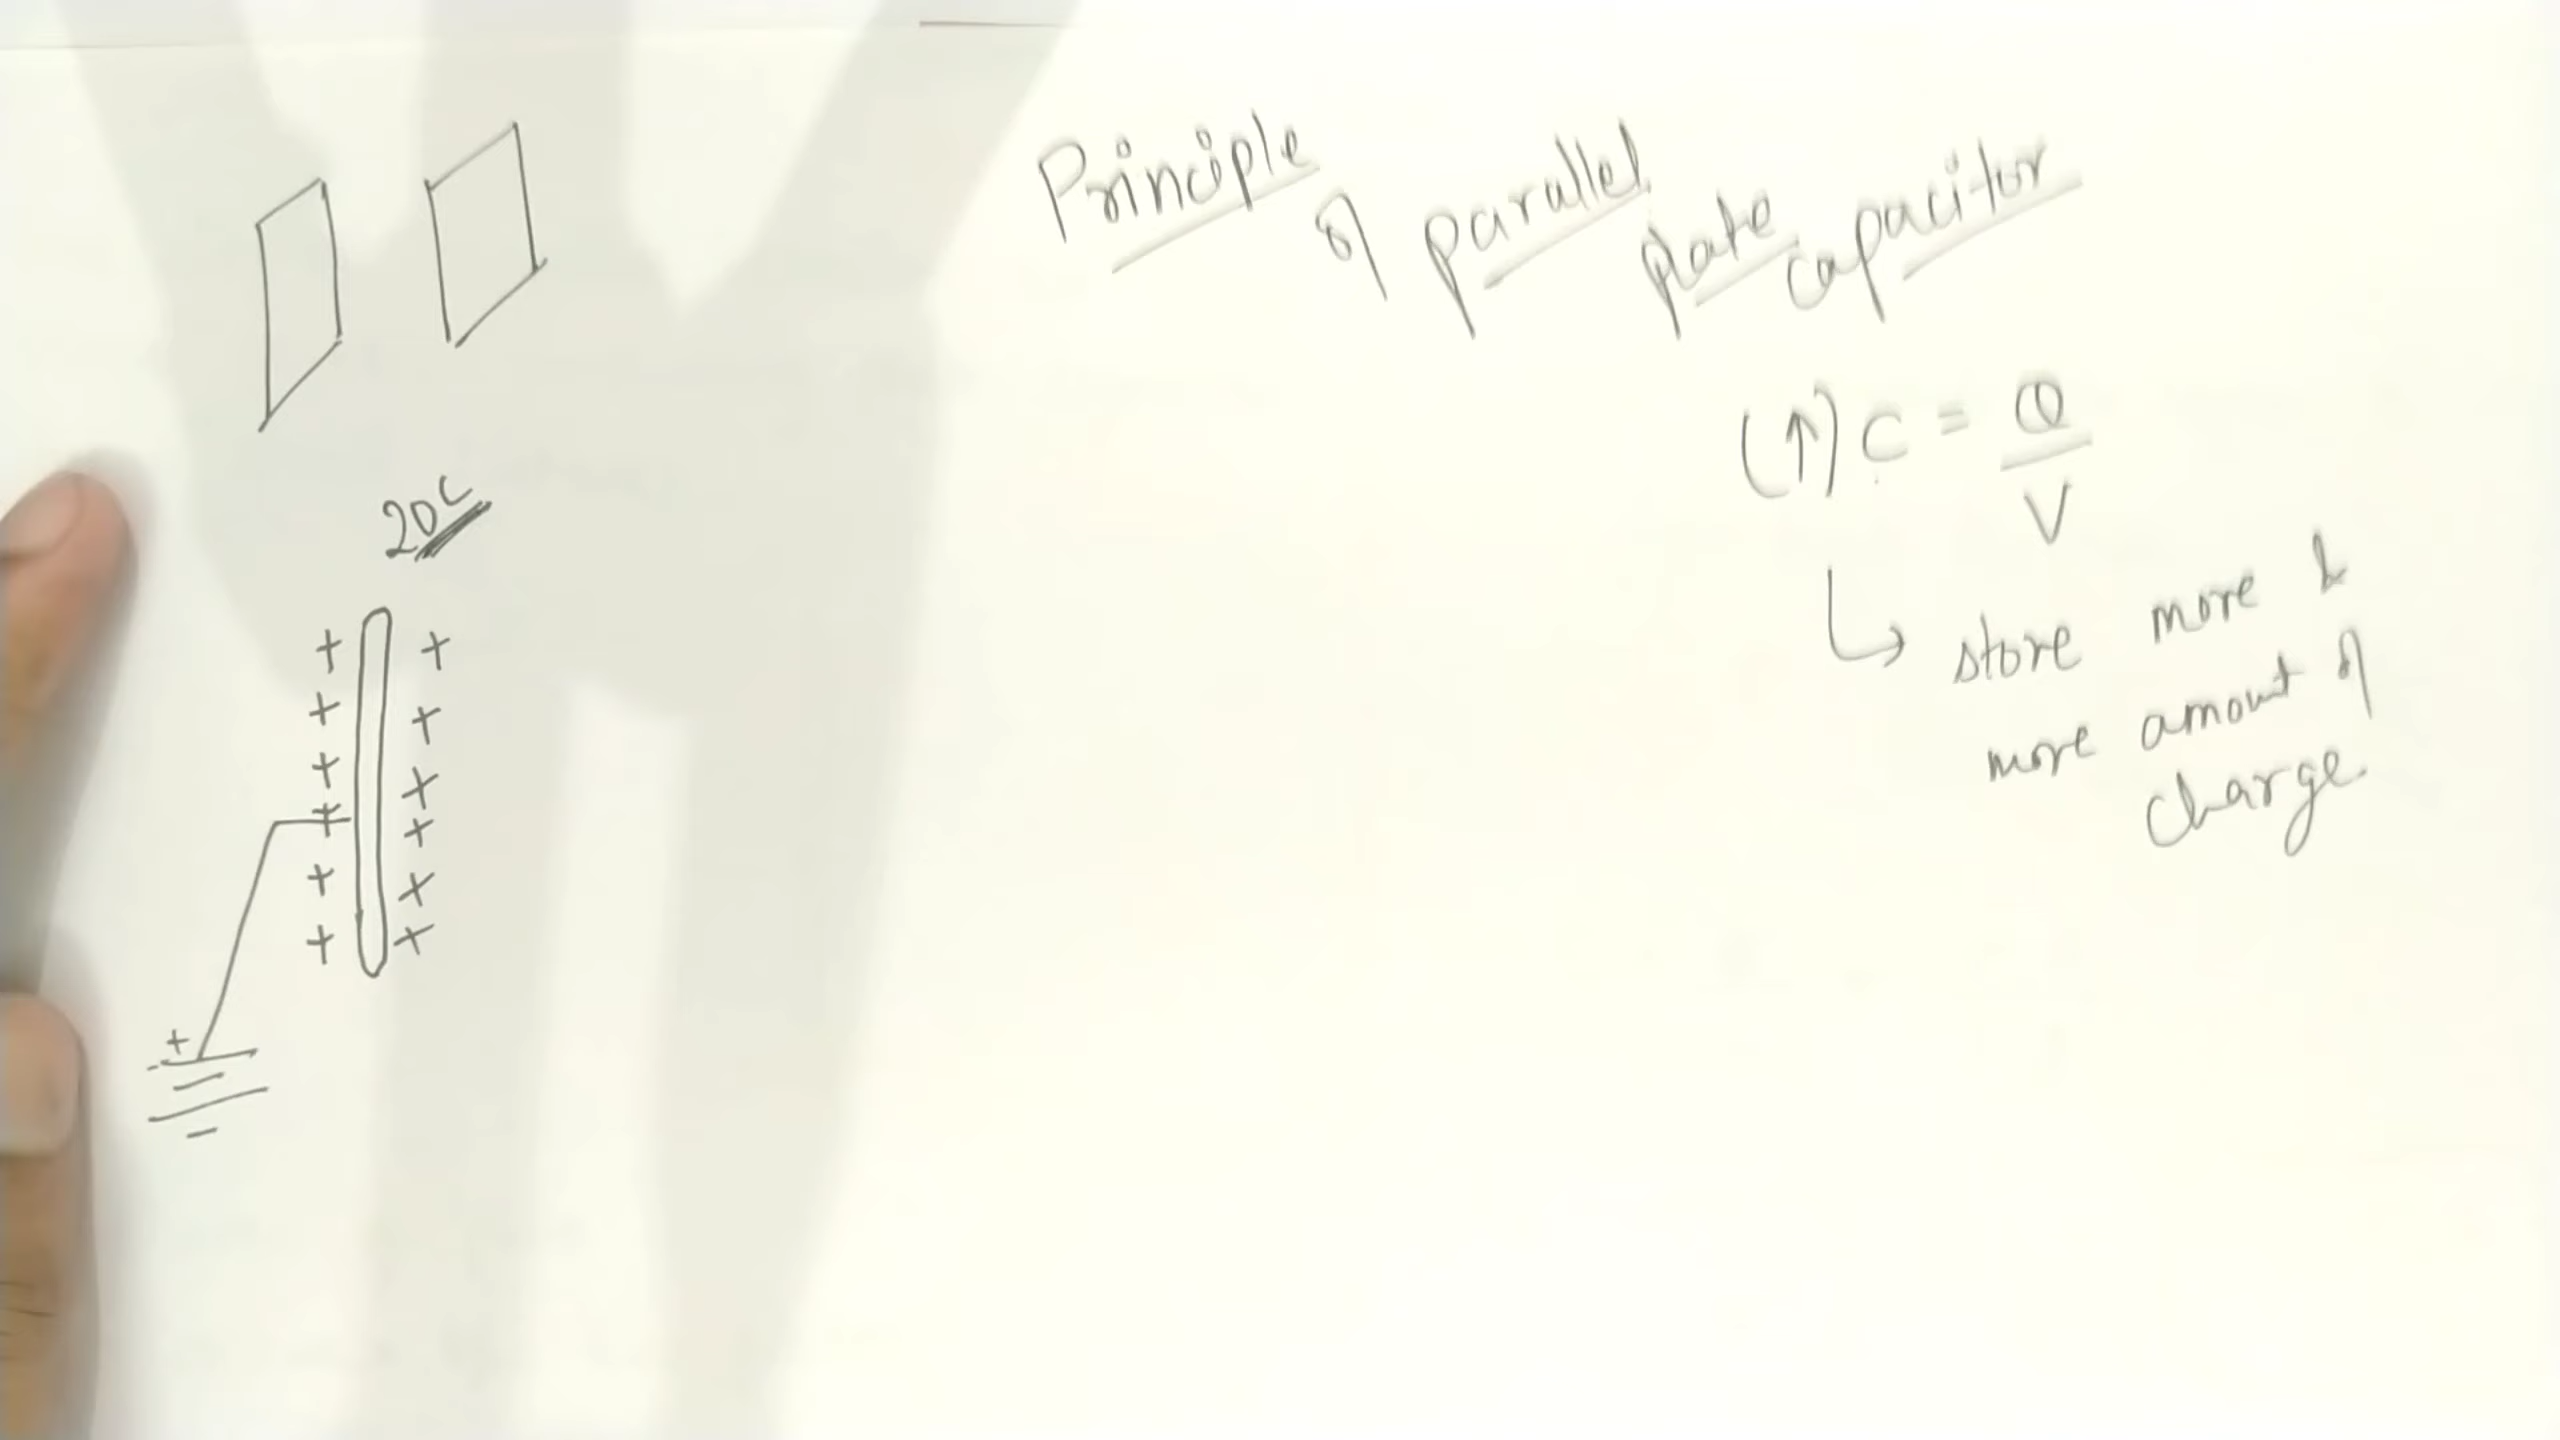 Principle of parallel plate capacitor
(↑) C = Q
V
↳ store more &
more amount of
charge.
20C
+ +
+ +
+ +
+ +
+ +
+ +
+